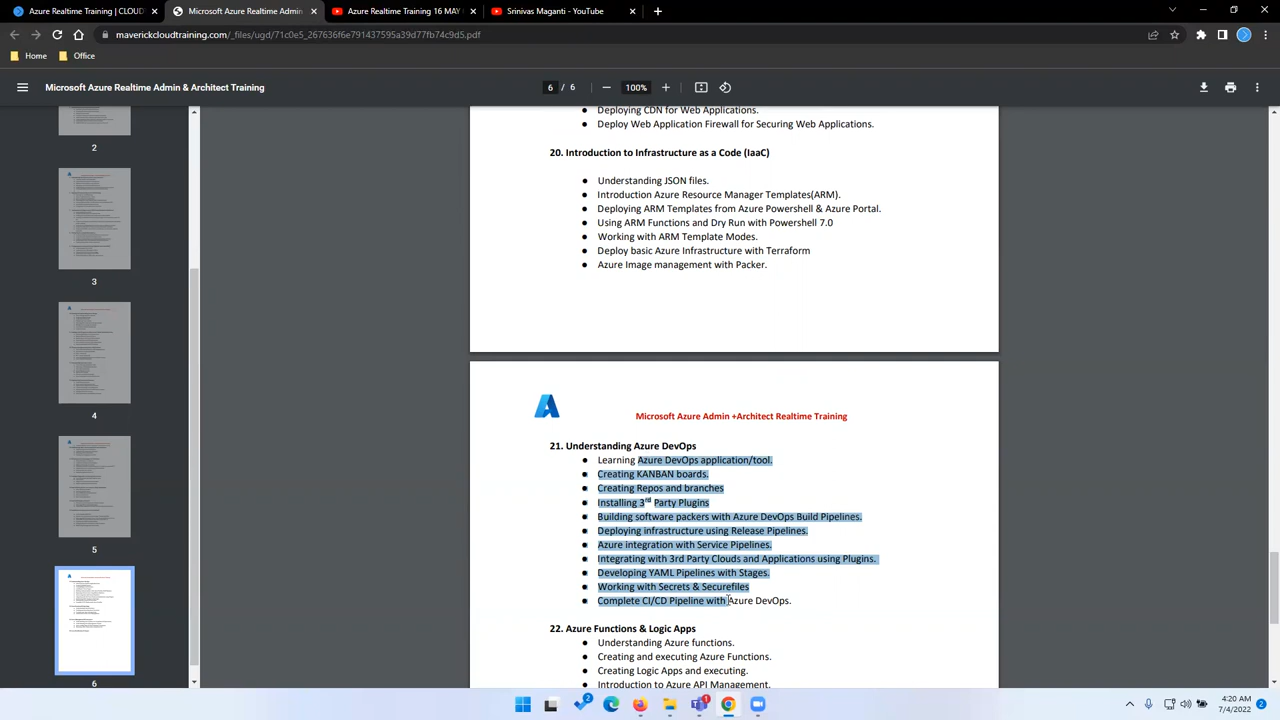 Azure Realtime Training | CLOUD
Microsoft Azure Realtime Admin
Azure Realtime Training 16 MAY
Srinivas Maganti - YouTube
mavericktcloudtraining.com/_files/ugd/71c0e5_267636f6e791437595a39d77fb74c9d5.pdf
Home
Office
Microsoft Azure Realtime Admin & Architect Training
6 / 6
100%
2
3
4
5
6
Deploying CDN for Web Applications.
Deploy Web Application Firewall for Securing Web Applications.
20. Introduction to Infrastructure as a Code (IaaC)
Understanding JSON files.
Introduction Azure Resource Manager Templates(ARM).
Deploying ARM Templates from Azure Powershell & Azure Portal.
Using ARM Functions and Dry Run with Powershell 7.0
Working with ARM Template Modes.
Deploy basic Azure Infrastructure with Terraform
Azure Image management with Packer.
Microsoft Azure Admin +Architect Realtime Training
21. Understanding Azure DevOps
Learning Azure DevOps application/tool.
Creating KANBAN boards.
Creating Repos and branches
Installing 3rd Party Plugins
Building software packers with Azure DevOps Build Pipelines.
Deploying infrastructure using Release Pipelines.
Azure integration with Service Pipelines.
Integrating with 3rd Party Clouds and Applications using Plugins.
Developing YAML Pipelines with Stages.
Working with Secrets & Securefiles
Complete CI/CD Pipeline with Azure DevOps.
22. Azure Functions & Logic Apps
Understanding Azure functions.
Creating and executing Azure Functions.
Creating Logic Apps and executing.
Introduction to Azure API Management.
4:20 AM
7/4/2022